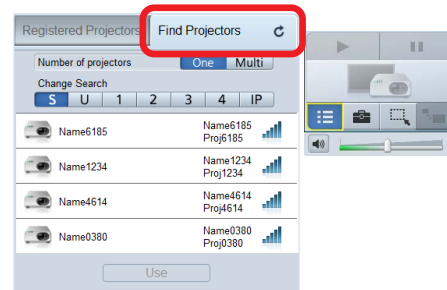 Registered Projectors Find Projectors
Number of projectors One Multi
Change Search
S U 1 2 3 4 IP
Name6185 Name6185
Proj6185
Name1234 Name1234
Proj1234
Name4614 Name4614
Proj4614
Name0380 Name0380
Proj0380
Use